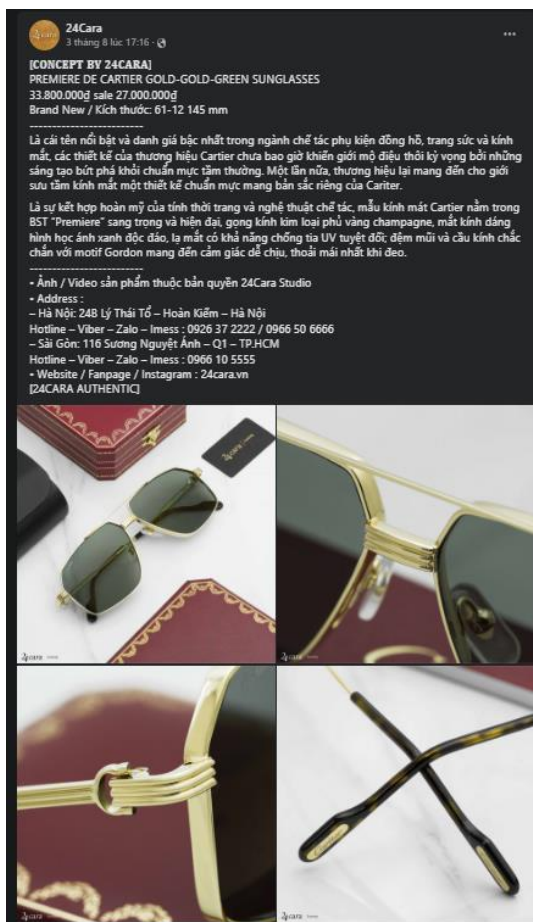 24Cara
3 tháng 8 lúc 17:16 ·
[CONCEPT BY 24CARA]
PREMIERE DE CARTIER GOLD-GOLD-GREEN SUNGLASSES
33.800.000₫ sale 27.000.000₫
Brand New / Kích thước: 61-12 145 mm
-------------------------
Là cái tên nổi bật và danh giá bậc nhất trong ngành chế tác phụ kiện đồng hồ, trang sức và kính
mắt, các thiết kế của thương hiệu Cartier chưa bao giờ khiến giới mộ điệu thôi kỳ vọng bởi những
sáng tạo bứt phá khỏi chuẩn mực tầm thường. Một lần nữa, thương hiệu mang đến cho giới
sưu tầm kính mắt một thiết kế chuẩn mực mang bản sắc riêng của Cariter.
Là sự kết hợp hoàn mỹ của tính thời trang và nghệ thuật chế tác, mẫu kính mát Cartier nằm trong
BST "Premiere" sang trọng và hiện đại, gọng kính kim loại phủ vàng champagne, mắt kính dáng
hình học ánh xanh độc đáo, lạ mắt có khả năng chống tia UV tuyệt đối; đệm mũi và cầu kính chắc
chắn với motif Gordon mang đến cảm giác dễ chịu, thoải mái nhất khi đeo.
-------------------------
• Ảnh / Video sản phẩm thuộc bản quyền 24Cara Studio
• Address :
– Hà Nội: 24B Lý Thái Tổ – Hoàn Kiếm – Hà Nội
Hotline – Viber – Zalo – Imess : 0926 37 2222 / 0966 50 6666
– Sài Gòn: 116 Sương Nguyệt Ánh – Q1 – TP.HCM
Hotline – Viber – Zalo – Imess : 0966 10 5555
• Website / Fanpage / Instagram : 24cara.vn
[24CARA AUTHENTIC]
24cara
24cara
24cara
24cara
24cara